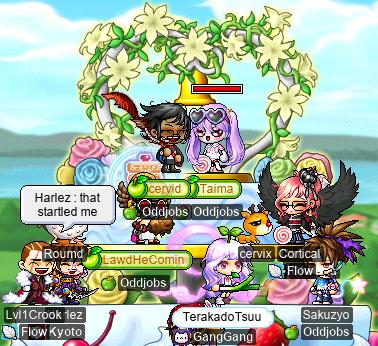 cervid Taima
Oddjobs Oddjobs
Harlez : that
startled me
Roumd
LawdHeComin
cervix
Cortical
Oddjobs
Flow
Lvl1Crook
rlez
TerakadoTsuu
Sakuzyo
Flow
Kyoto
GangGang
Oddjobs